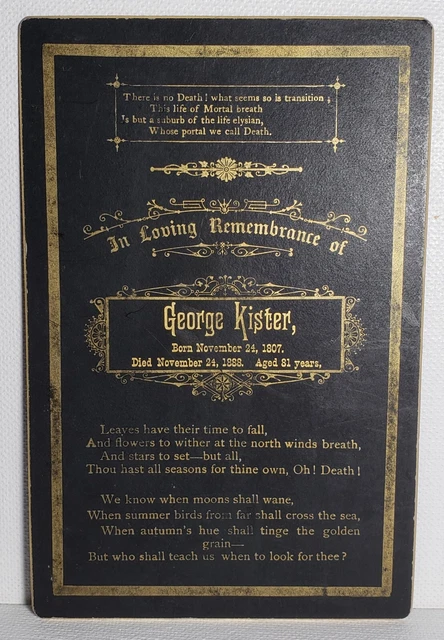 There is no Death! what seems so is transition;
This life of Mortal breath
Is but a suburb of the life elysian,
Whose portal we call Death.
In Loving Remembrance of
George Kister,
Born November 24, 1807.
Died November 24, 1888. Aged 81 years,
Leaves have their time to fall,
And flowers to wither at the north winds breath,
And stars to set—but all,
Thou hast all seasons for thine own, Oh! Death!
We know when moons shall wane,
When summer birds from far shall cross the sea,
When autumn's hue shall tinge the golden
grain—
But who shall teach us when to look for thee?